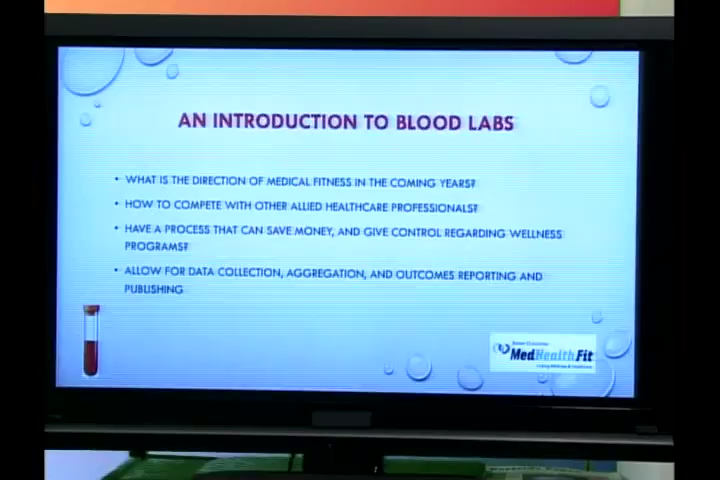 AN INTRODUCTION TO BLOOD LABS
• WHAT IS THE DIRECTION OF MEDICAL FITNESS IN THE COMING YEARS?
• HOW TO COMPETE WITH OTHER ALLIED HEALTHCARE PROFESSIONALS?
• HAVE A PROCESS THAT CAN SAVE MONEY, AND GIVE CONTROL REGARDING WELLNESS
PROGRAMS?
• ALLOW FOR DATA COLLECTION, AGGREGATION, AND OUTCOMES REPORTING AND
PUBLISHING
MedHealthFit